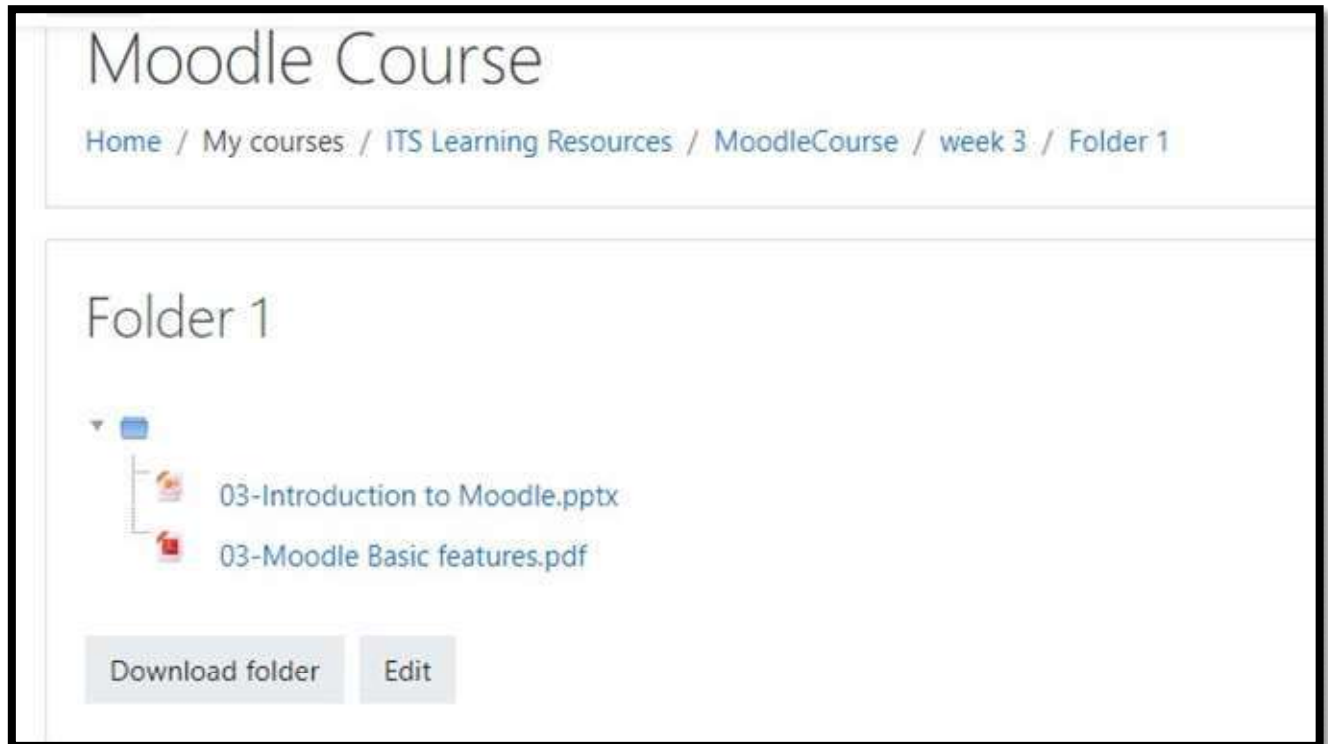 Moodle Course
Home / My courses / ITS Learning Resources / MoodleCourse / week 3 / Folder 1
Folder 1
03-Introduction to Moodle.pptx
03-Moodle Basic features.pdf
Download folder Edit